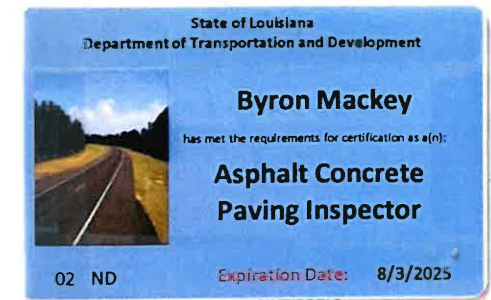 State of Louisiana
Department of Transportation and Development
Byron Mackey
has met the requirements for certification as a(n):
Asphalt Concrete
Paving Inspector
02 ND Expiration Date: 8/3/2025